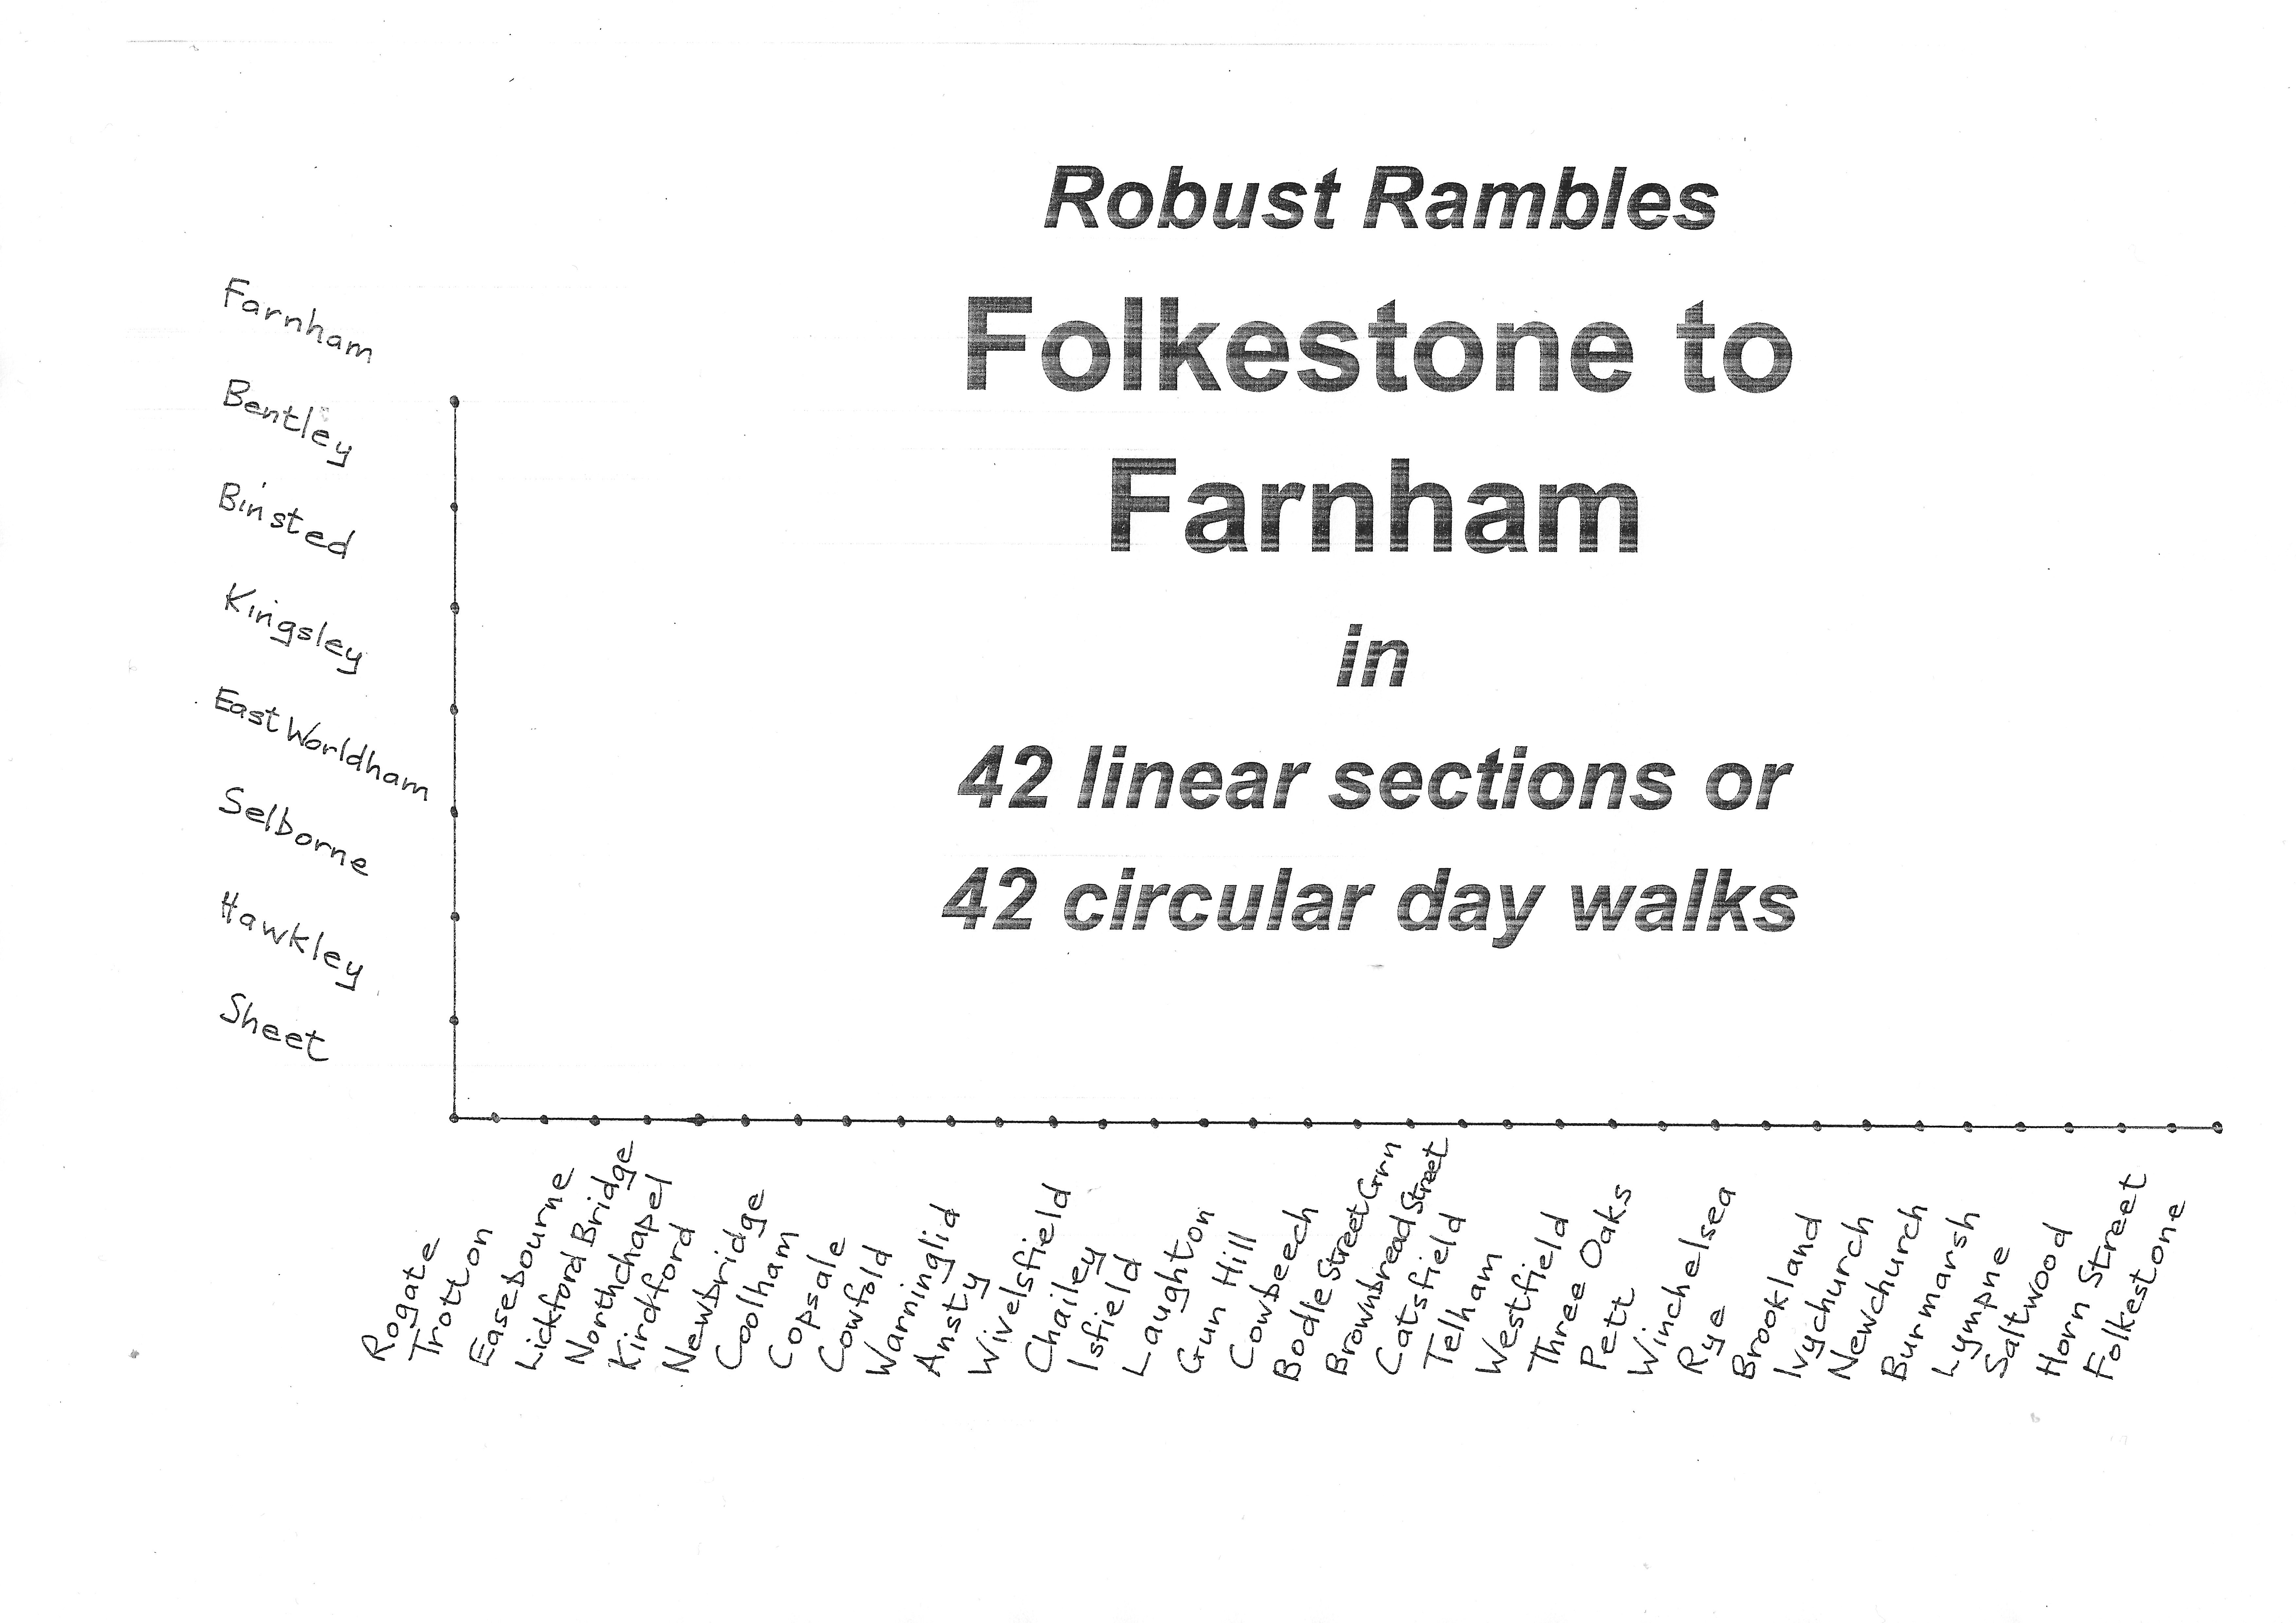 Robust Rambles
Folkestone to
Farnham
in
42 linear sections or
42 circular day walks
Farnham
Bentley
Binsted
Kingsley
East Worldham
Selborne
Hawkley
Sheet
Rogate
Trotton
Easebourne
Lickford Bridge
Northchapel
Kirdford
Newbridge
Coolham
Copsale
Cowfold
Warninglid
Ansty
Wivelsfield
Chailey
Isfield
Laughton
Gun Hill
Cowbeech
Bodle Street Grn
Brownbread Street
Catsfield
Telham
Westfield
Three Oaks
Pett
Winchelsea
Rye
Brookland
Ivychurch
Newchurch
Burmarsh
Lympne
Saltwood
Horn Street
Folkestone